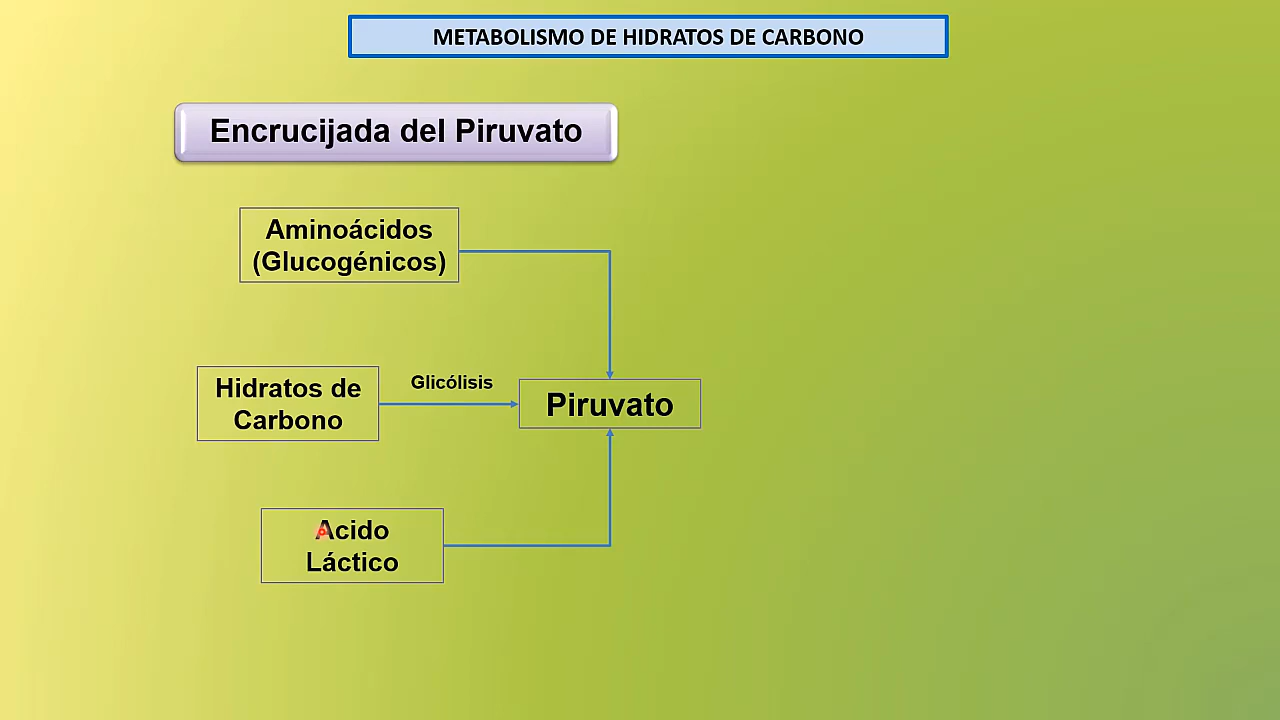 METABOLISMO DE HIDRATOS DE CARBONO
Encrucijada del Piruvato
Aminoácidos
(Glucogénicos)
Hidratos de
Carbono
Glicólisis
Piruvato
Acido
Láctico